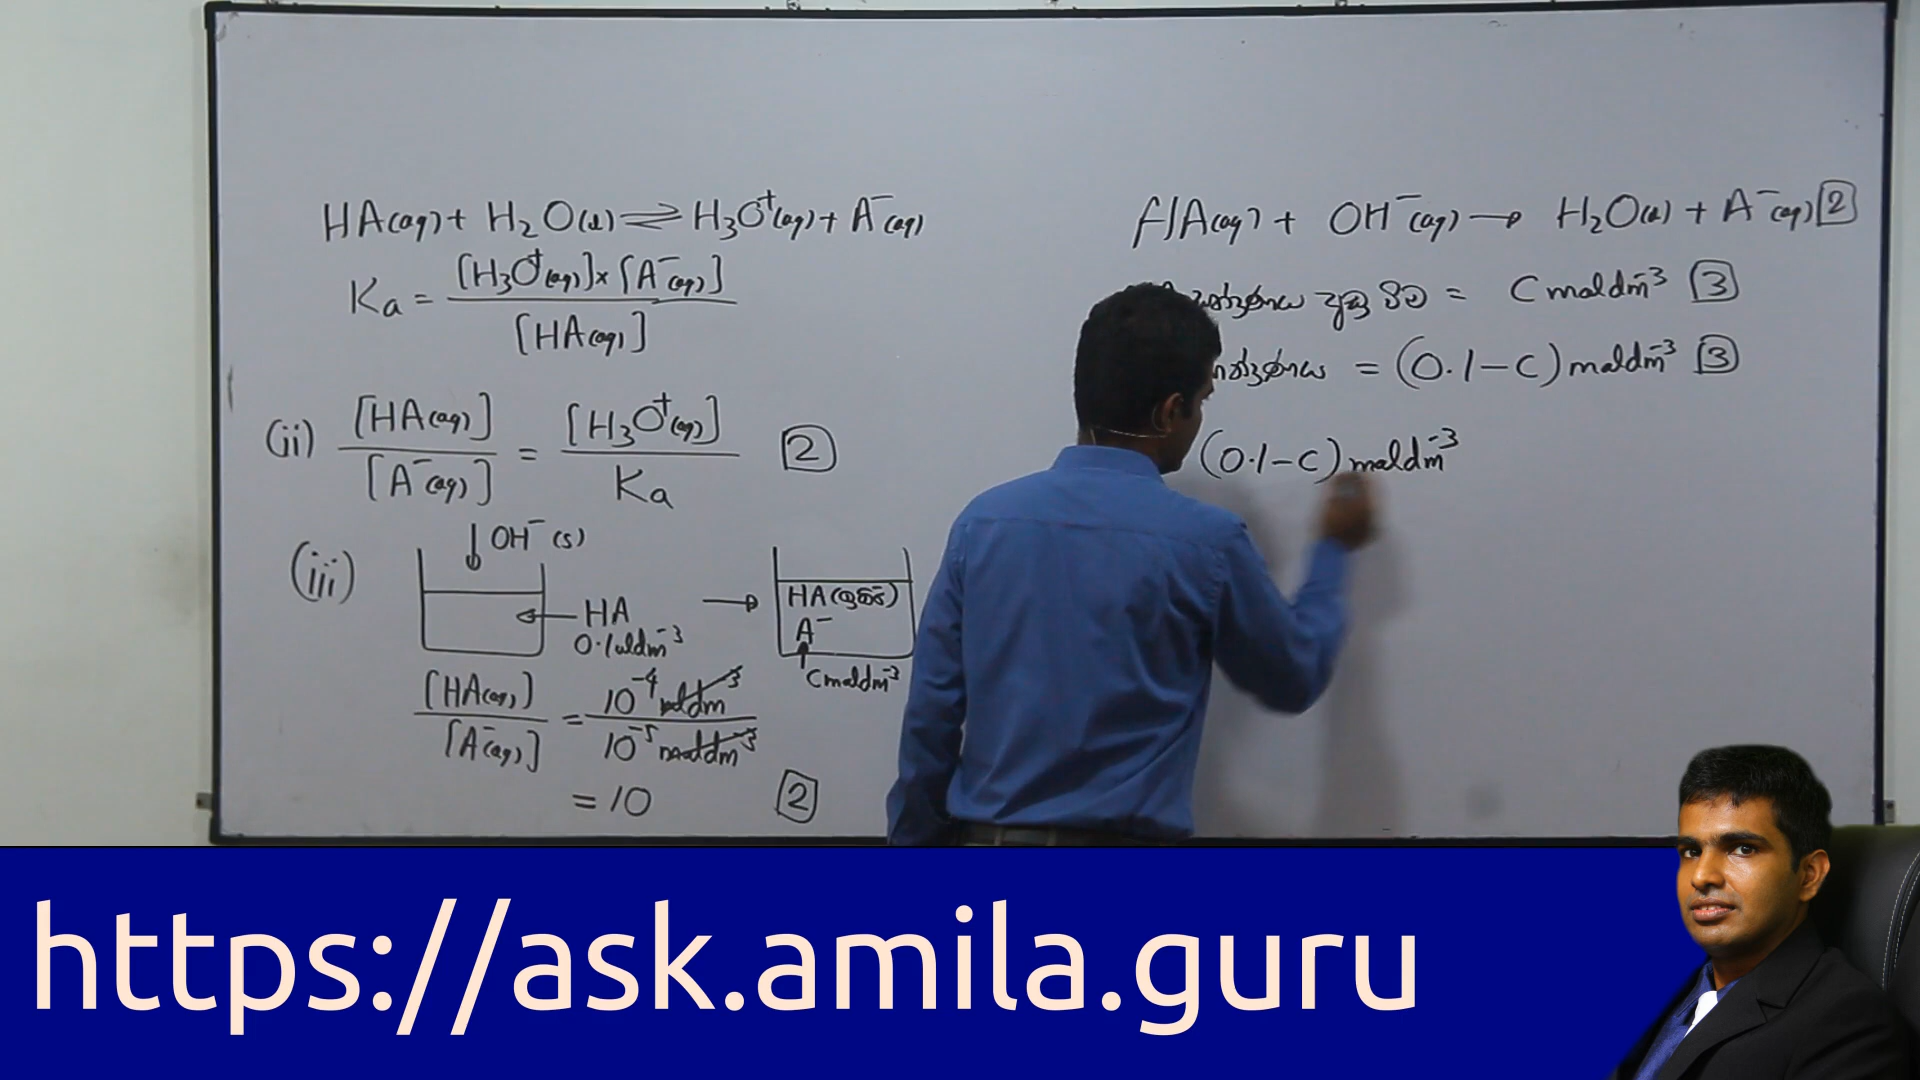 HA(aq) + H₂O(l) ⇌ H₃O⁺(aq) + A⁻(aq)
Ka = [H₃O⁺(aq)] × [A⁻(aq)] / [HA(aq)]
(ii) [HA(aq)] / [A⁻(aq)] = [H₃O⁺(aq)] / Ka 2
(iii) OH⁻(s)
HA
0.1 moldm⁻³
HA
A⁻
C moldm⁻³
[HA(aq)] / [A⁻(aq)] = 10⁻⁴ moldm⁻³ / 10⁻⁵ moldm⁻³
= 10 2
HA(aq) + OH⁻(aq) → H₂O(l) + A⁻(aq) 2
= C moldm⁻³ 3
= (0.1 - C) moldm⁻³ 3
(0.1 - C) moldm⁻³
https://ask.amila.guru